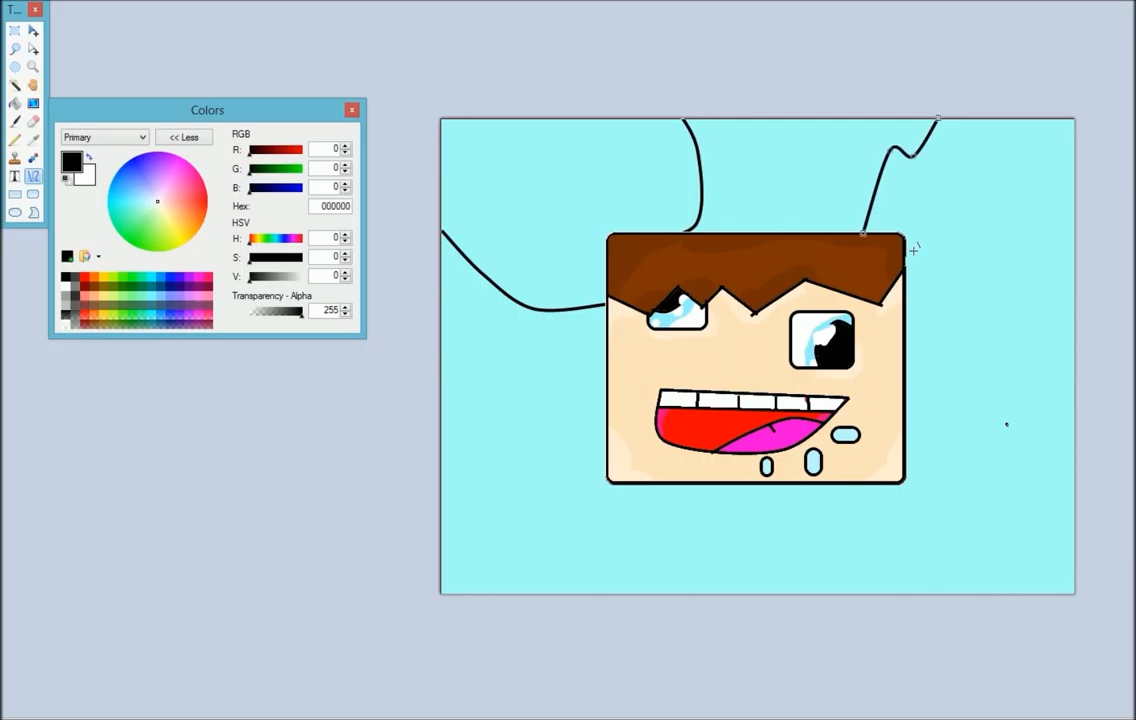 T...
Colors
Primary
<< Less
RGB
R: 0
G: 0
B: 0
Hex: 000000
HSV
H: 0
S: 0
V: 0
Transparency - Alpha
255